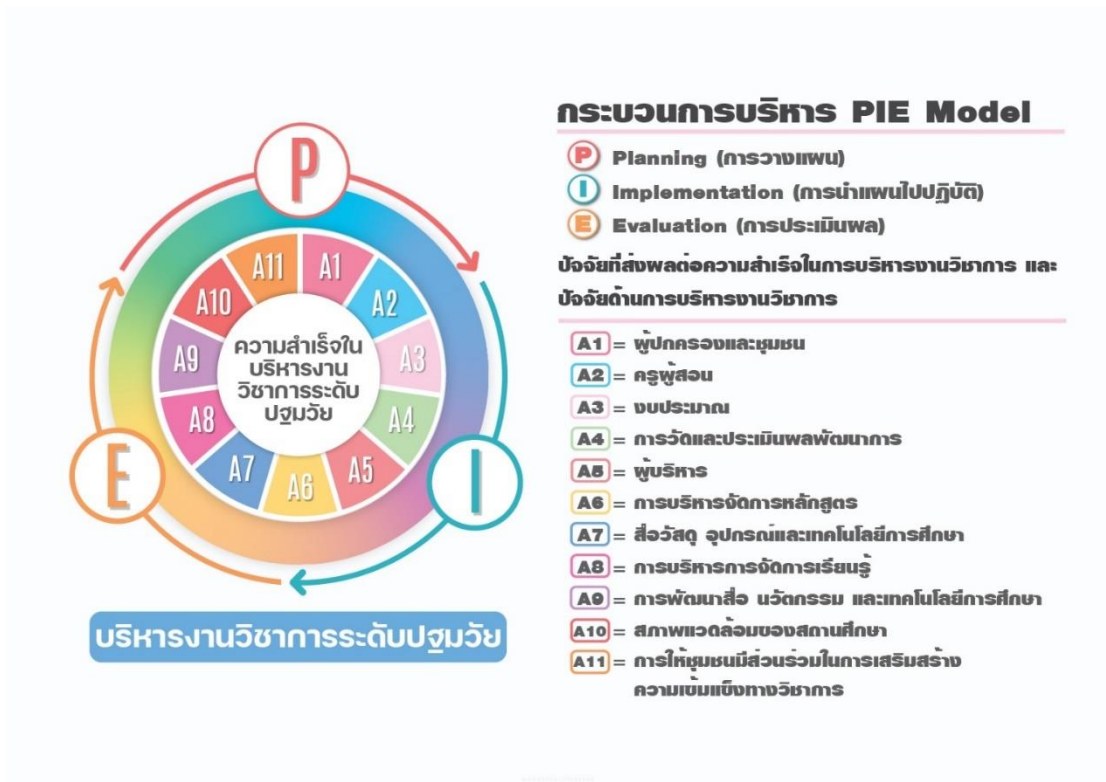 P
A11
A1
A10
A2
A9
A3
A8
A4
A7
A6
A5
ความสำเร็จใน
บริหารงาน
วิชาการระดับ
ปฐมวัย
E
I
บริหารงานวิชาการระดับปฐมวัย
กระบวนการบริหาร PIE Model
P Planning (การวางแผน)
I Implementation (การนำแผนไปปฏิบัติ)
E Evaluation (การประเมินผล)
ปัจจัยที่ส่งผลต่อความสำเร็จในการบริหารงานวิชาการ และ
ปัจจัยด้านการบริหารงานวิชาการ
A1 = ผู้ปกครองและชุมชน
A2 = ครูผู้สอน
A3 = งบประมาณ
A4 = การวัดและประเมินผลพัฒนาการ
A5 = ผู้บริหาร
A6 = การบริหารจัดการหลักสูตร
A7 = สื่อวัสดุ อุปกรณ์และเทคโนโลยีการศึกษา
A8 = การบริหารการจัดการเรียนรู้
A9 = การพัฒนาสื่อ นวัตกรรม และเทคโนโลยีการศึกษา
A10 = สภาพแวดล้อมของสถานศึกษา
A11 = การให้ชุมชนมีส่วนร่วมในการเสริมสร้าง
ความเข้มแข็งทางวิชาการ